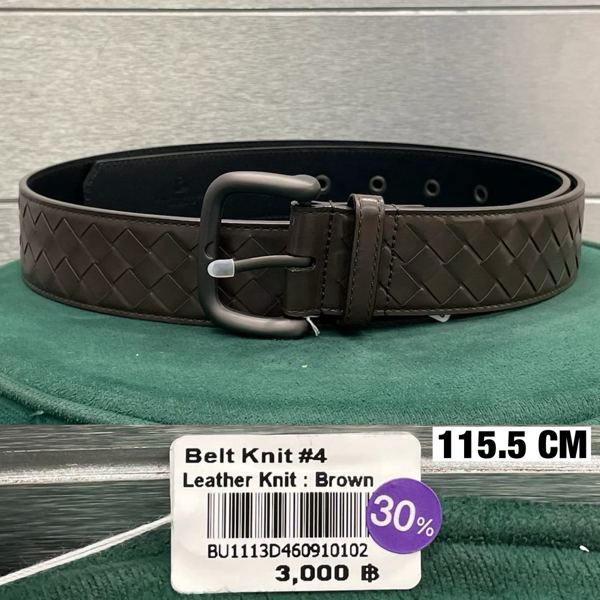 115.5 CM
Belt Knit #4
Leather Knit : Brown
30%
BU1113D460910102
3,000 ฿